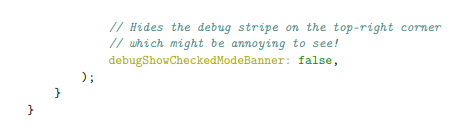 // Hides the debug stripe on the top-right corner
// which might be annoying to see!
debugShowCheckedModeBanner: false,
);
}
}